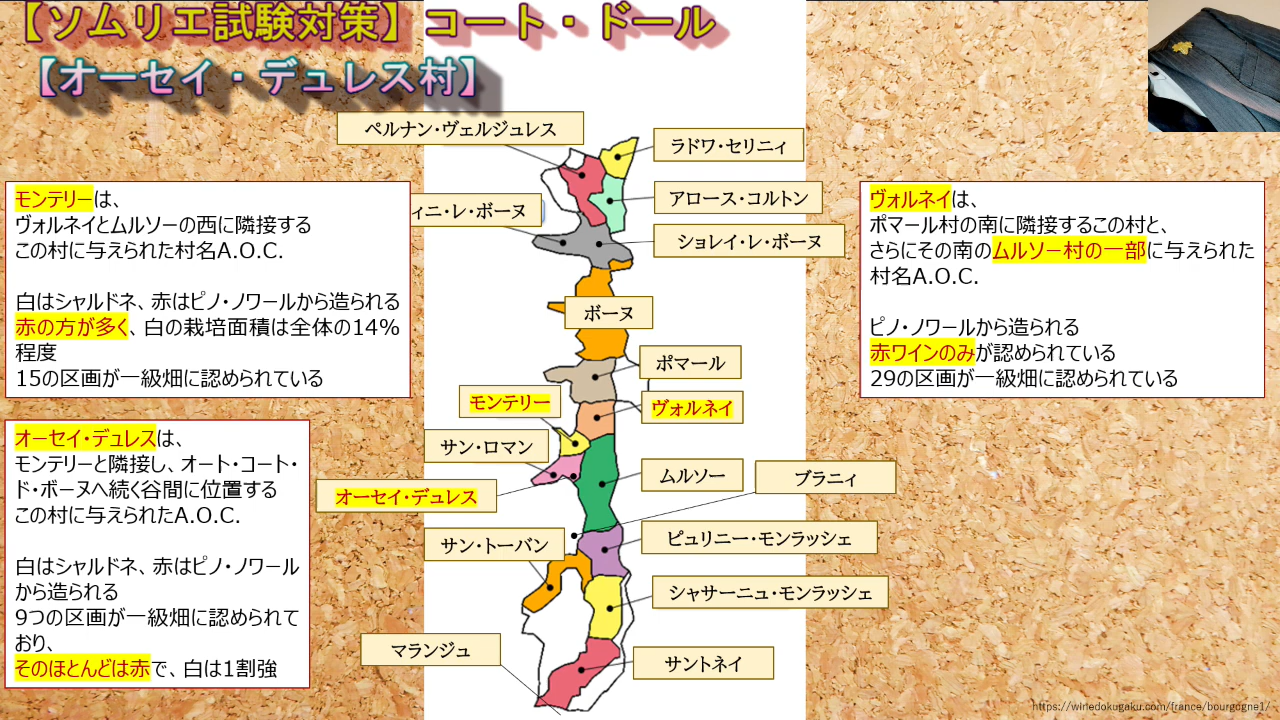 【ソムリエ試験対策】コート・ドール
【オーセイ・デュレス村】
ペルナン・ヴェルジュレス
ラドワ・セリニィ
モンテリーは、
ヴォルネイとムルソーの西に隣接する
この村に与えられた村名A.O.C.
白はシャルドネ、赤はピノ・ノワールから造られる
赤の方が多く、白の栽培面積は全体の14%
程度
15の区画が一級畑に認められている
ィニ・レ・ボーヌ
アロース・コルトン
ショレイ・レ・ボーヌ
ヴォルネイは、
ポマール村の南に隣接するこの村と、
さらにその南のムルソー村の一部に与えられた
村名A.O.C.
ピノ・ノワールから造られる
赤ワインのみが認められている
29の区画が一級畑に認められている
ボーヌ
ポマール
モンテリー
ヴォルネイ
サン・ロマン
ムルソー
ブラニィ
オーセイ・デュレス
オーセイ・デュレスは、
モンテリーと隣接し、オート・コート・
ド・ボーヌへ続く谷間に位置する
この村に与えられたA.O.C.
白はシャルドネ、赤はピノ・ノワール
から造られる
9つの区画が一級畑に認められて
おり、
そのほとんどは赤で、白は1割強
サン・トーバン
ピュリニー・モンラッシェ
シャサーニュ・モンラッシェ
マランジュ
サントネイ
https://winedokugaku.com/france/bourgogne1/